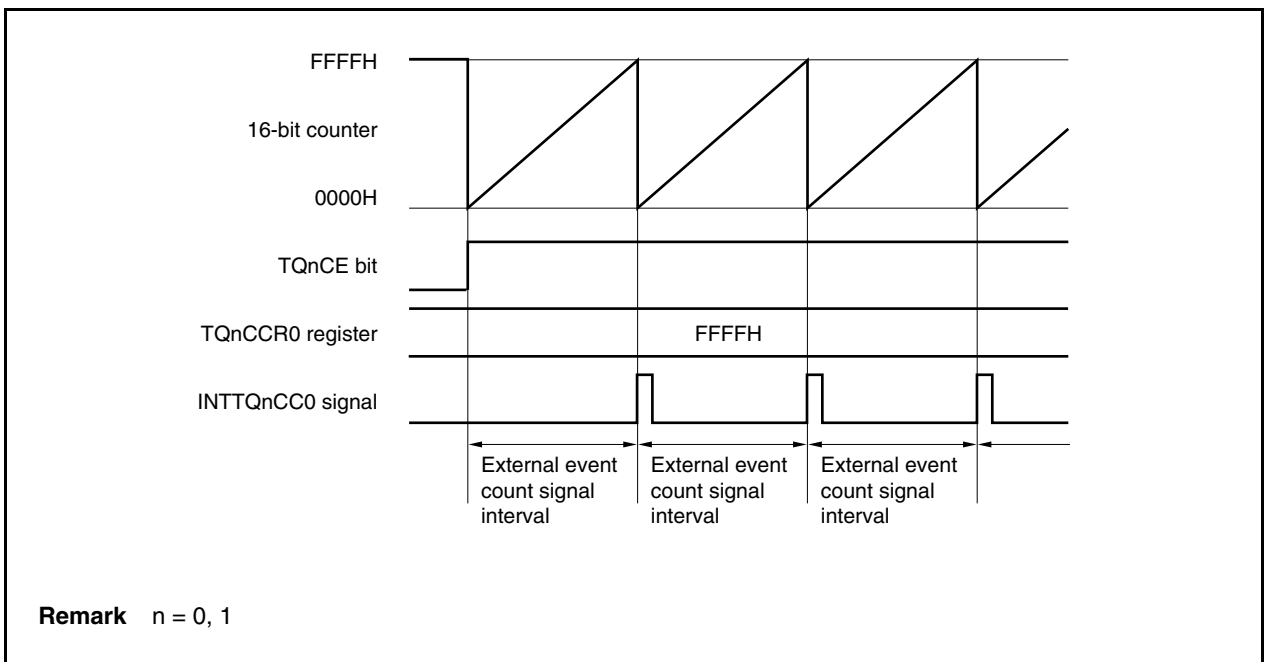 FFFFH
16-bit counter
0000H
TQnCE bit
TQnCCR0 register
FFFFH
INTTQnCC0 signal
External event
count signal
interval
External event
count signal
interval
External event
count signal
interval
Remark n = 0, 1